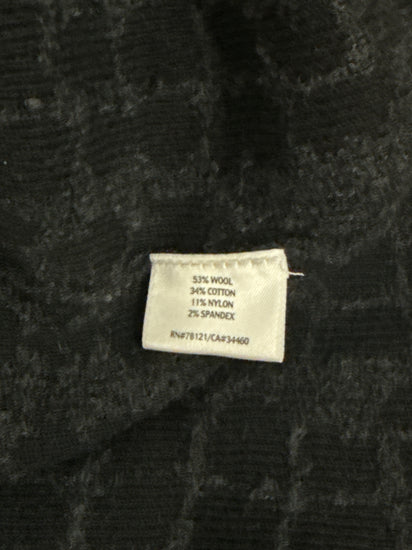 53% WOOL
34% COTTON
11% NYLON
2% SPANDEX
RN#78121/CA#34460